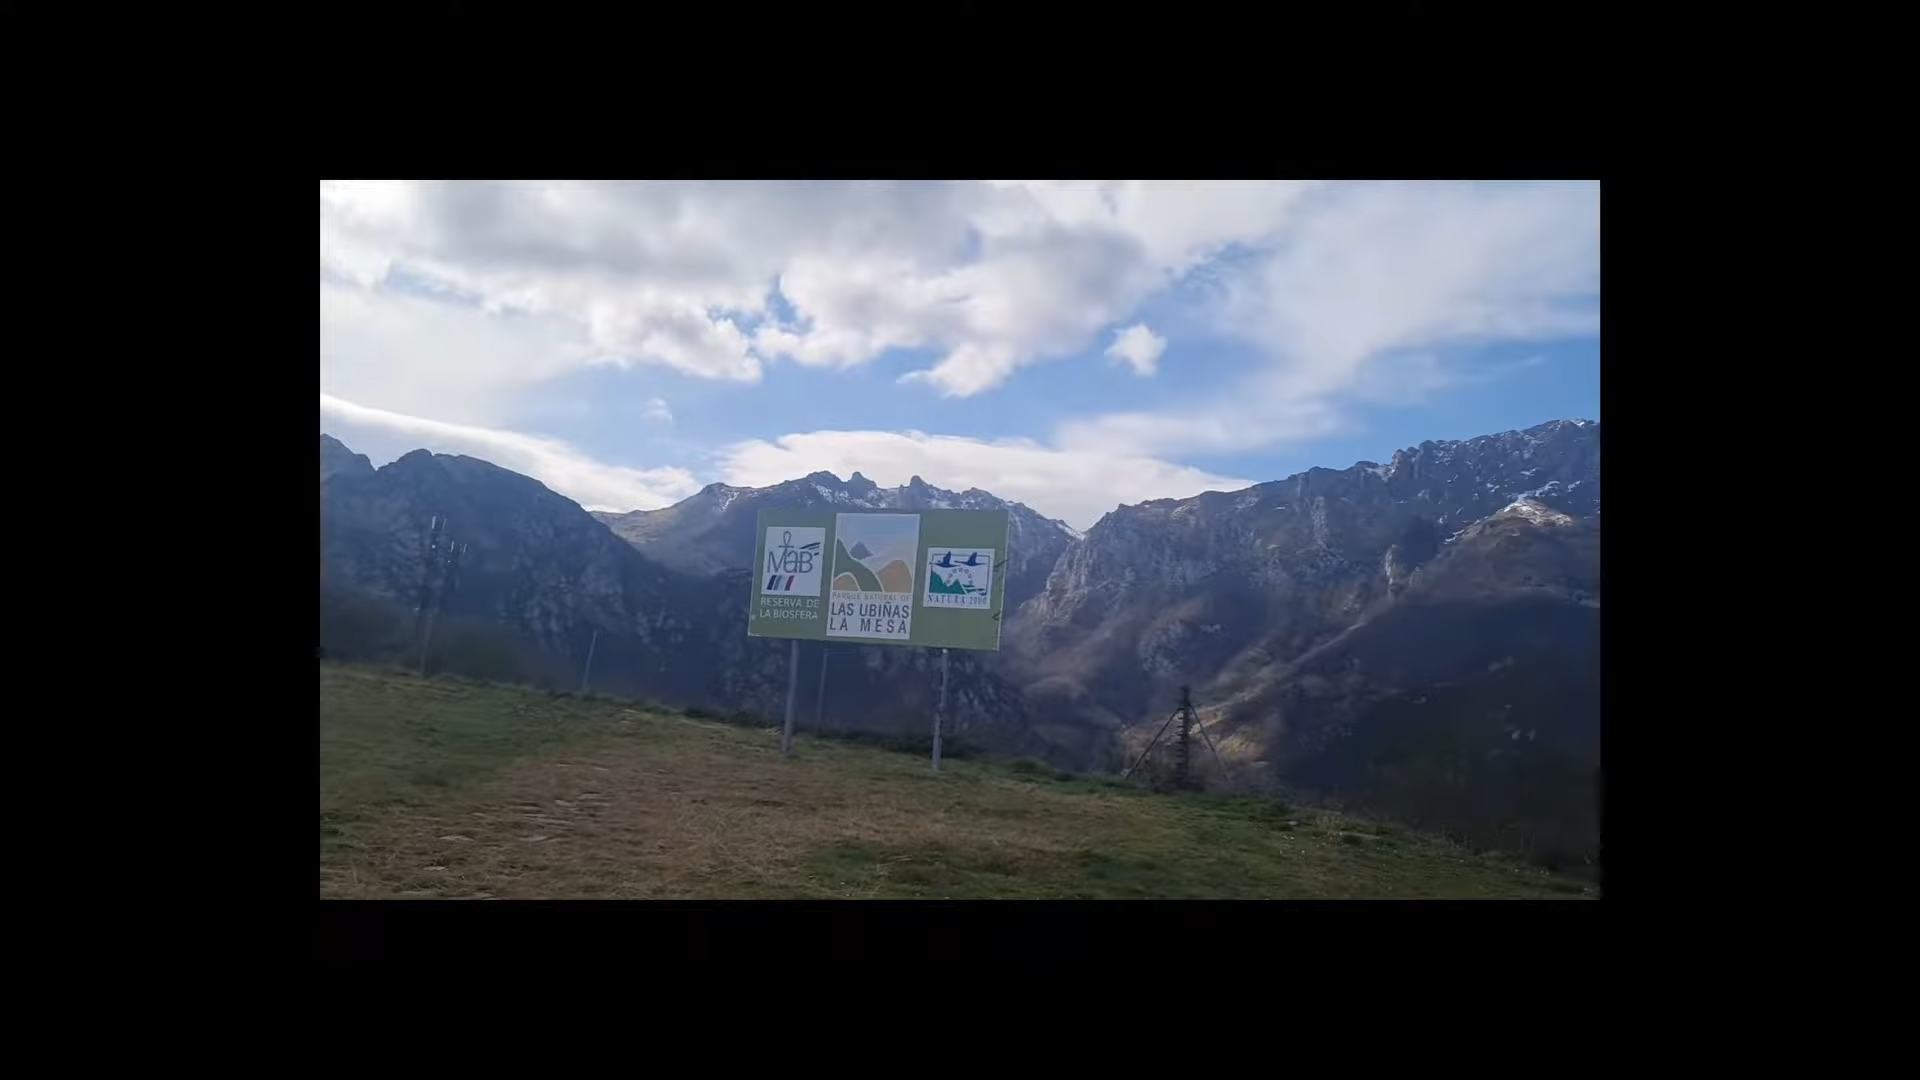 MaB
RESERVA DE
LA BIOSFERA
PARQUE NATURAL DE
LAS UBIÑAS
LA MESA
NATURA 2000